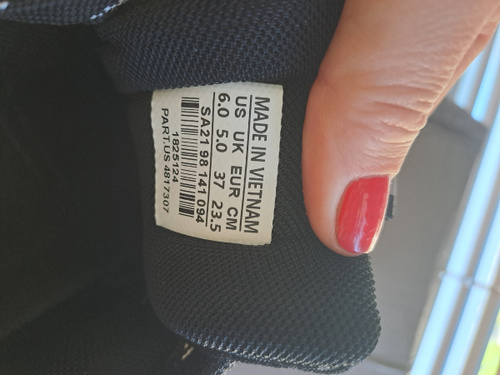 MADE IN VIETNAM
US UK EUR CM
6.0 5.0 37 23.5
SA21 98 141 094
1825124
PART.US 4817307